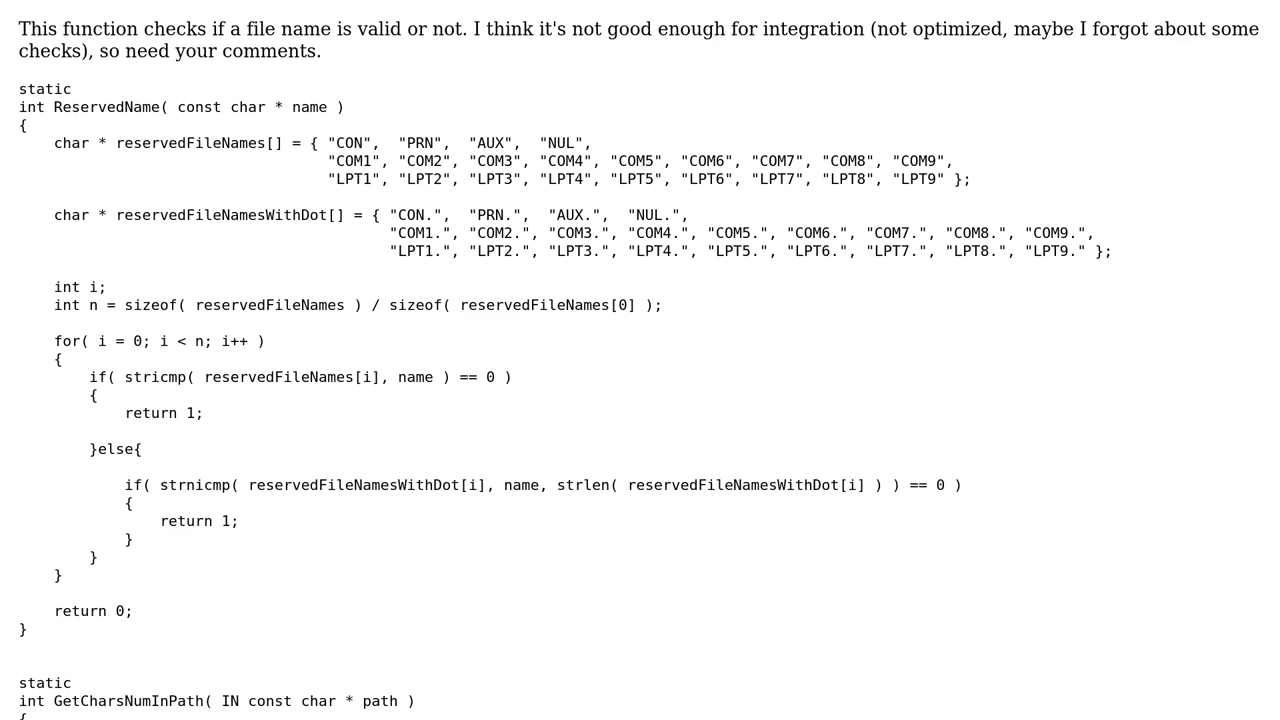 This function checks if a file name is valid or not. I think it's not good enough for integration (not optimized, maybe I forgot about some
checks), so need your comments.
static
int ReservedName( const char * name )
{
    char * reservedFileNames[] = { "CON",  "PRN",  "AUX",  "NUL",
                                   "COM1", "COM2", "COM3", "COM4", "COM5", "COM6", "COM7", "COM8", "COM9",
                                   "LPT1", "LPT2", "LPT3", "LPT4", "LPT5", "LPT6", "LPT7", "LPT8", "LPT9" };
    char * reservedFileNamesWithDot[] = { "CON.",  "PRN.",  "AUX.",  "NUL.",
                                          "COM1.", "COM2.", "COM3.", "COM4.", "COM5.", "COM6.", "COM7.", "COM8.", "COM9.",
                                          "LPT1.", "LPT2.", "LPT3.", "LPT4.", "LPT5.", "LPT6.", "LPT7.", "LPT8.", "LPT9." };
    int i;
    int n = sizeof( reservedFileNames ) / sizeof( reservedFileNames[0] );
    for( i = 0; i < n; i++ )
    {
        if( stricmp( reservedFileNames[i], name ) == 0 )
        {
            return 1;
        }else{
            if( strnicmp( reservedFileNamesWithDot[i], name, strlen( reservedFileNamesWithDot[i] ) ) == 0 )
            {
                return 1;
            }
        }
    }
    return 0;
}
static
int GetCharsNumInPath( IN const char * path )
{